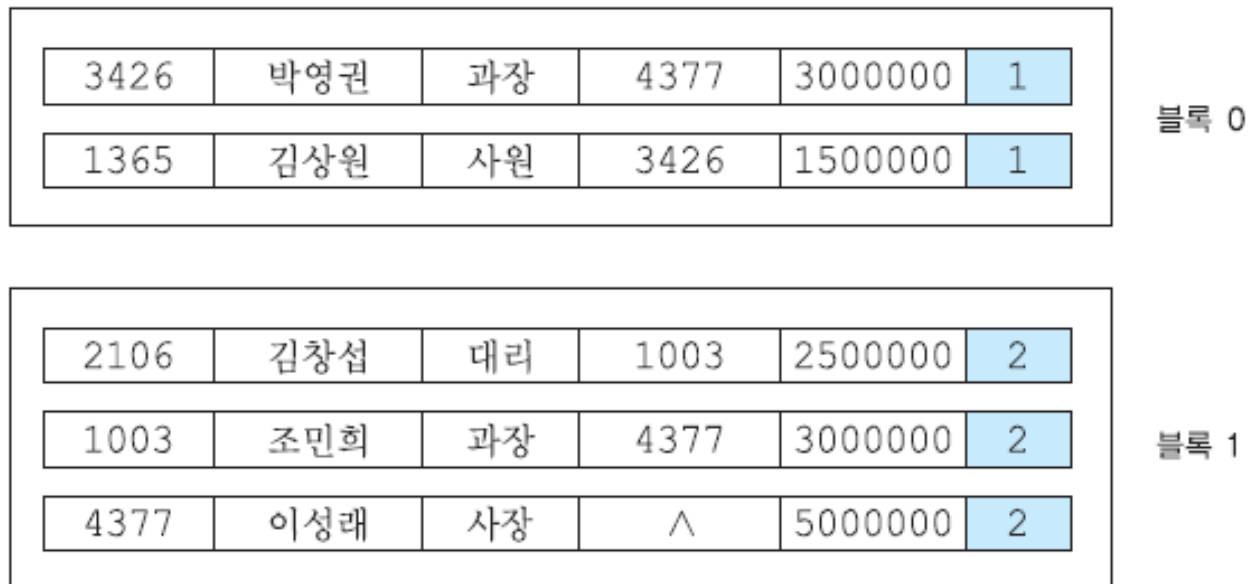 3426 박영권 과장 4377 3000000 1
블록 0
1365 김상원 사원 3426 1500000 1
2106 김창섭 대리 1003 2500000 2
1003 조민희 과장 4377 3000000 2
블록 1
4377 이성래 사장 ∧ 5000000 2